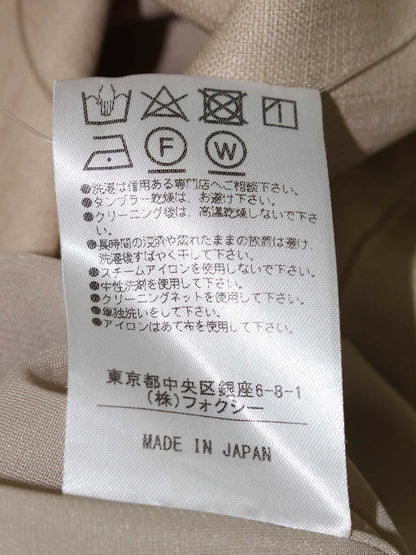 F W
●洗濯は信用ある専門店へご相談下さい。
●タンブラー乾燥は、お避け下さい。
●クリーニング後は、高温乾燥しないで下
さい。
●長時間の浸漬や濡れたままの放置は避け、
洗濯後すばやく干して下さい。
●スチームアイロンを使用しないで下さい。
●中性洗剤を使用して下さい。
●クリーニングネットを使用して下さい。
●単独洗いをして下さい。
●アイロンはあて布を使用して下さい。
東京都中央区銀座6-8-1
(株)フォクシー
MADE IN JAPAN